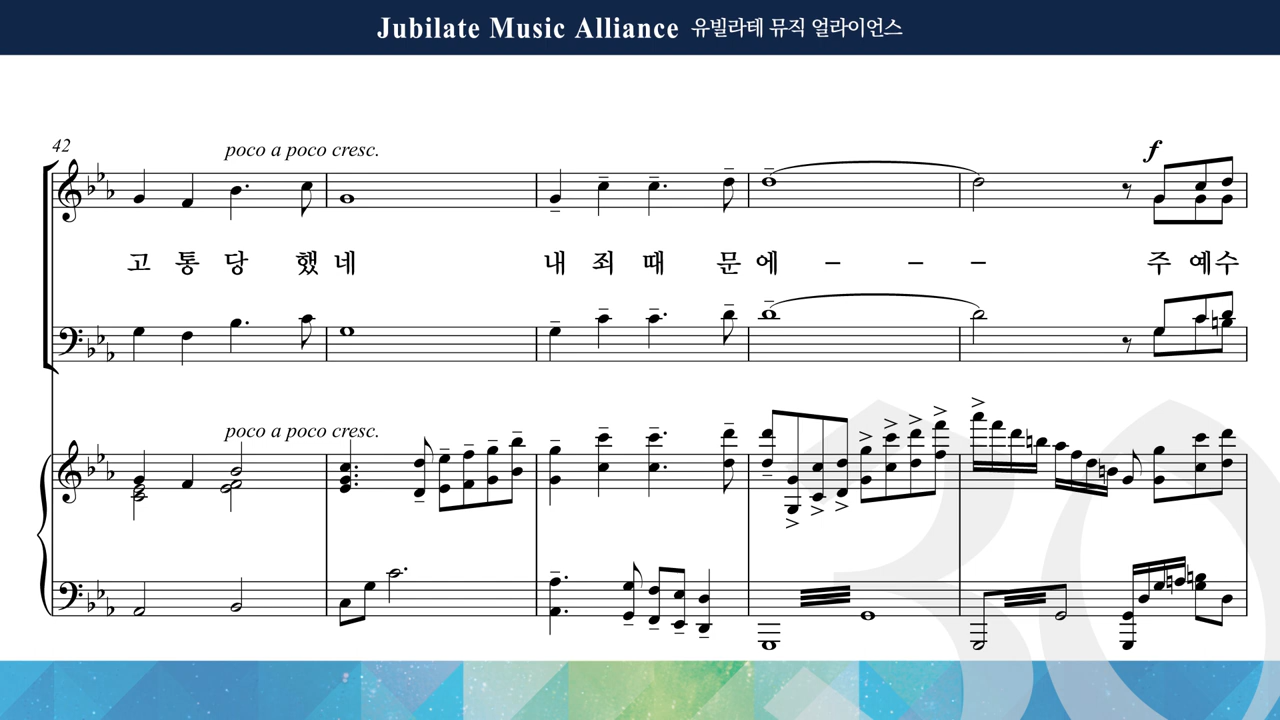 Jubilate Music Alliance 유빌라테 뮤직 얼라이언스
42
poco a poco cresc.
f
고 통 당 했 네 내 죄 때 문 에 - - - 주 예 수
poco a poco cresc.
30